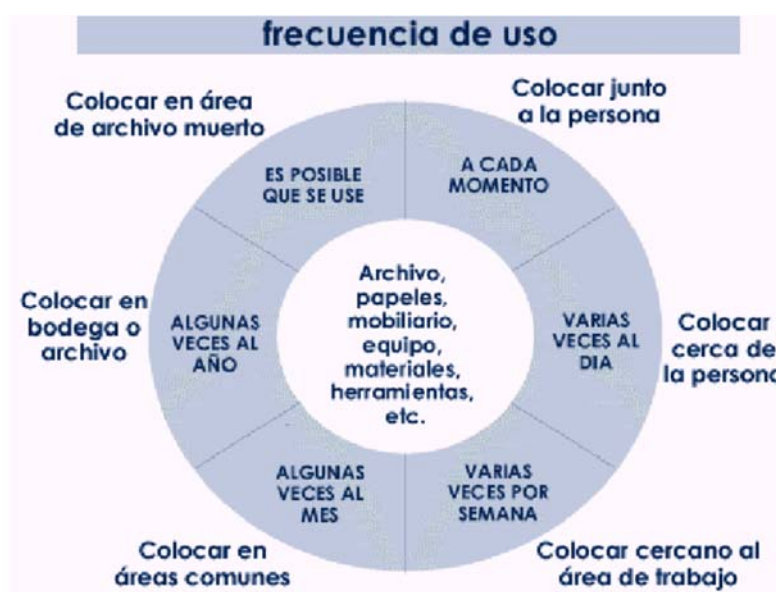 frecuencia de uso
Colocar junto
a la persona
A CADA
MOMENTO
Colocar
cerca de
la persona
VARIAS
VECES AL
DIA
Colocar cercano al
área de trabajo
VARIAS
VECES POR
SEMANA
Colocar en
áreas comunes
ALGUNAS
VECES AL
MES
Colocar en
bodega o
archivo
ALGUNAS
VECES AL
AÑO
Colocar en área
de archivo muerto
ES POSIBLE
QUE SE USE
Archivo,
papeles,
mobiliario,
equipo,
materiales,
herramientas,
etc.